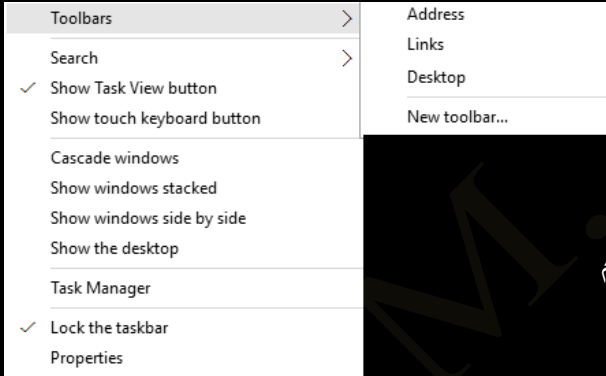 Toolbars
Search
Show Task View button
Show touch keyboard button
Cascade windows
Show windows stacked
Show windows side by side
Show the desktop
Task Manager
Lock the taskbar
Properties
Address
Links
Desktop
New toolbar...